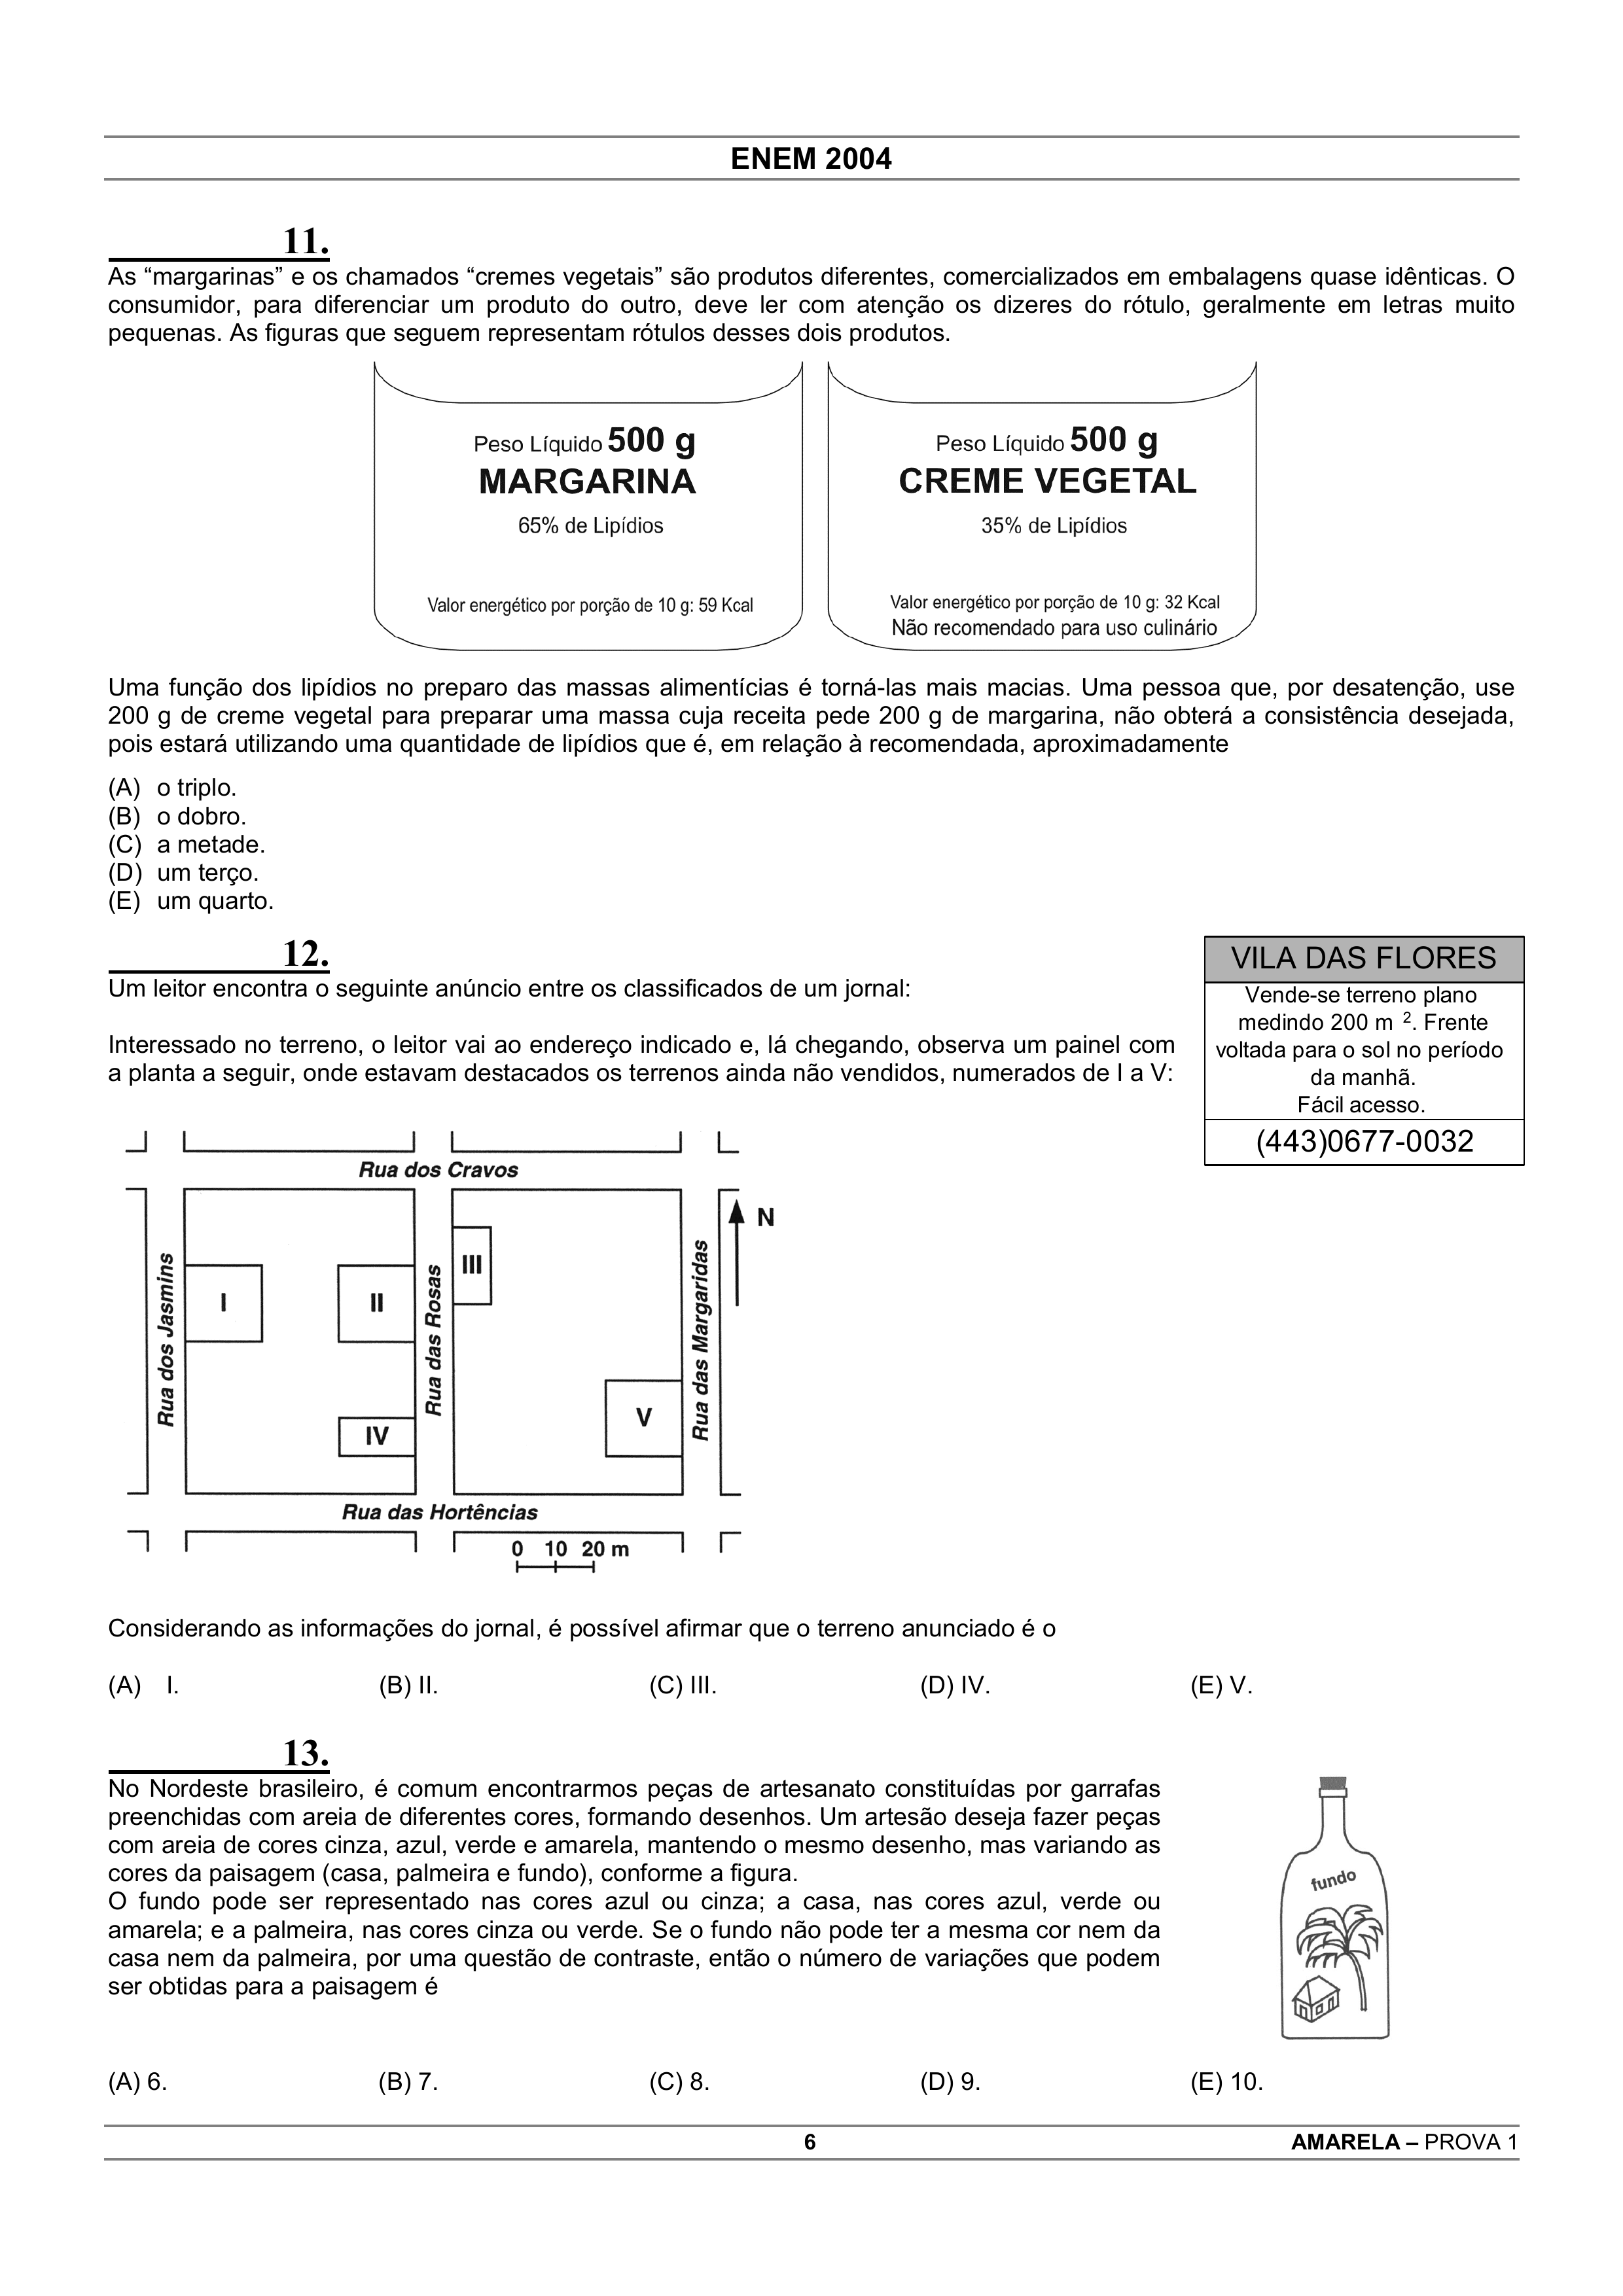 ENEM 2004
11.
As “margarinas” e os chamados “cremes vegetais” são produtos diferentes, comercializados em embalagens quase idênticas. O
consumidor, para diferenciar um produto do outro, deve ler com atenção os dizeres do rótulo, geralmente em letras muito
pequenas. As figuras que seguem representam rótulos desses dois produtos.
Peso Líquido 500 g
MARGARINA
65% de Lipídios
Valor energético por porção de 10 g: 59 Kcal
Peso Líquido 500 g
CREME VEGETAL
35% de Lipídios
Valor energético por porção de 10 g: 32 Kcal
Não recomendado para uso culinário
Uma função dos lipídios no preparo das massas alimentícias é torná-las mais macias. Uma pessoa que, por desatenção, use
200 g de creme vegetal para preparar uma massa cuja receita pede 200 g de margarina, não obterá a consistência desejada,
pois estará utilizando uma quantidade de lipídios que é, em relação à recomendada, aproximadamente
(A) o triplo.
(B) o dobro.
(C) a metade.
(D) um terço.
(E) um quarto.
12.
Um leitor encontra o seguinte anúncio entre os classificados de um jornal:
VILA DAS FLORES
Vende-se terreno plano
medindo 200 m ². Frente
voltada para o sol no período
da manhã.
Fácil acesso.
(443)0677-0032
Interessado no terreno, o leitor vai ao endereço indicado e, lá chegando, observa um painel com
a planta a seguir, onde estavam destacados os terrenos ainda não vendidos, numerados de I a V:
Rua dos Cravos
N
Rua dos Jasmins
I
II
Rua das Rosas
III
Rua das Margaridas
IV
V
Rua das Hortências
0 10 20 m
Considerando as informações do jornal, é possível afirmar que o terreno anunciado é o
(A) I. (B) II. (C) III. (D) IV. (E) V.
13.
No Nordeste brasileiro, é comum encontrarmos peças de artesanato constituídas por garrafas
preenchidas com areia de diferentes cores, formando desenhos. Um artesão deseja fazer peças
com areia de cores cinza, azul, verde e amarela, mantendo o mesmo desenho, mas variando as
cores da paisagem (casa, palmeira e fundo), conforme a figura.
O fundo pode ser representado nas cores azul ou cinza; a casa, nas cores azul, verde ou
amarela; e a palmeira, nas cores cinza ou verde. Se o fundo não pode ter a mesma cor nem da
casa nem da palmeira, por uma questão de contraste, então o número de variações que podem
ser obtidas para a paisagem é
fundo
(A) 6. (B) 7. (C) 8. (D) 9. (E) 10.
6
AMARELA – PROVA 1